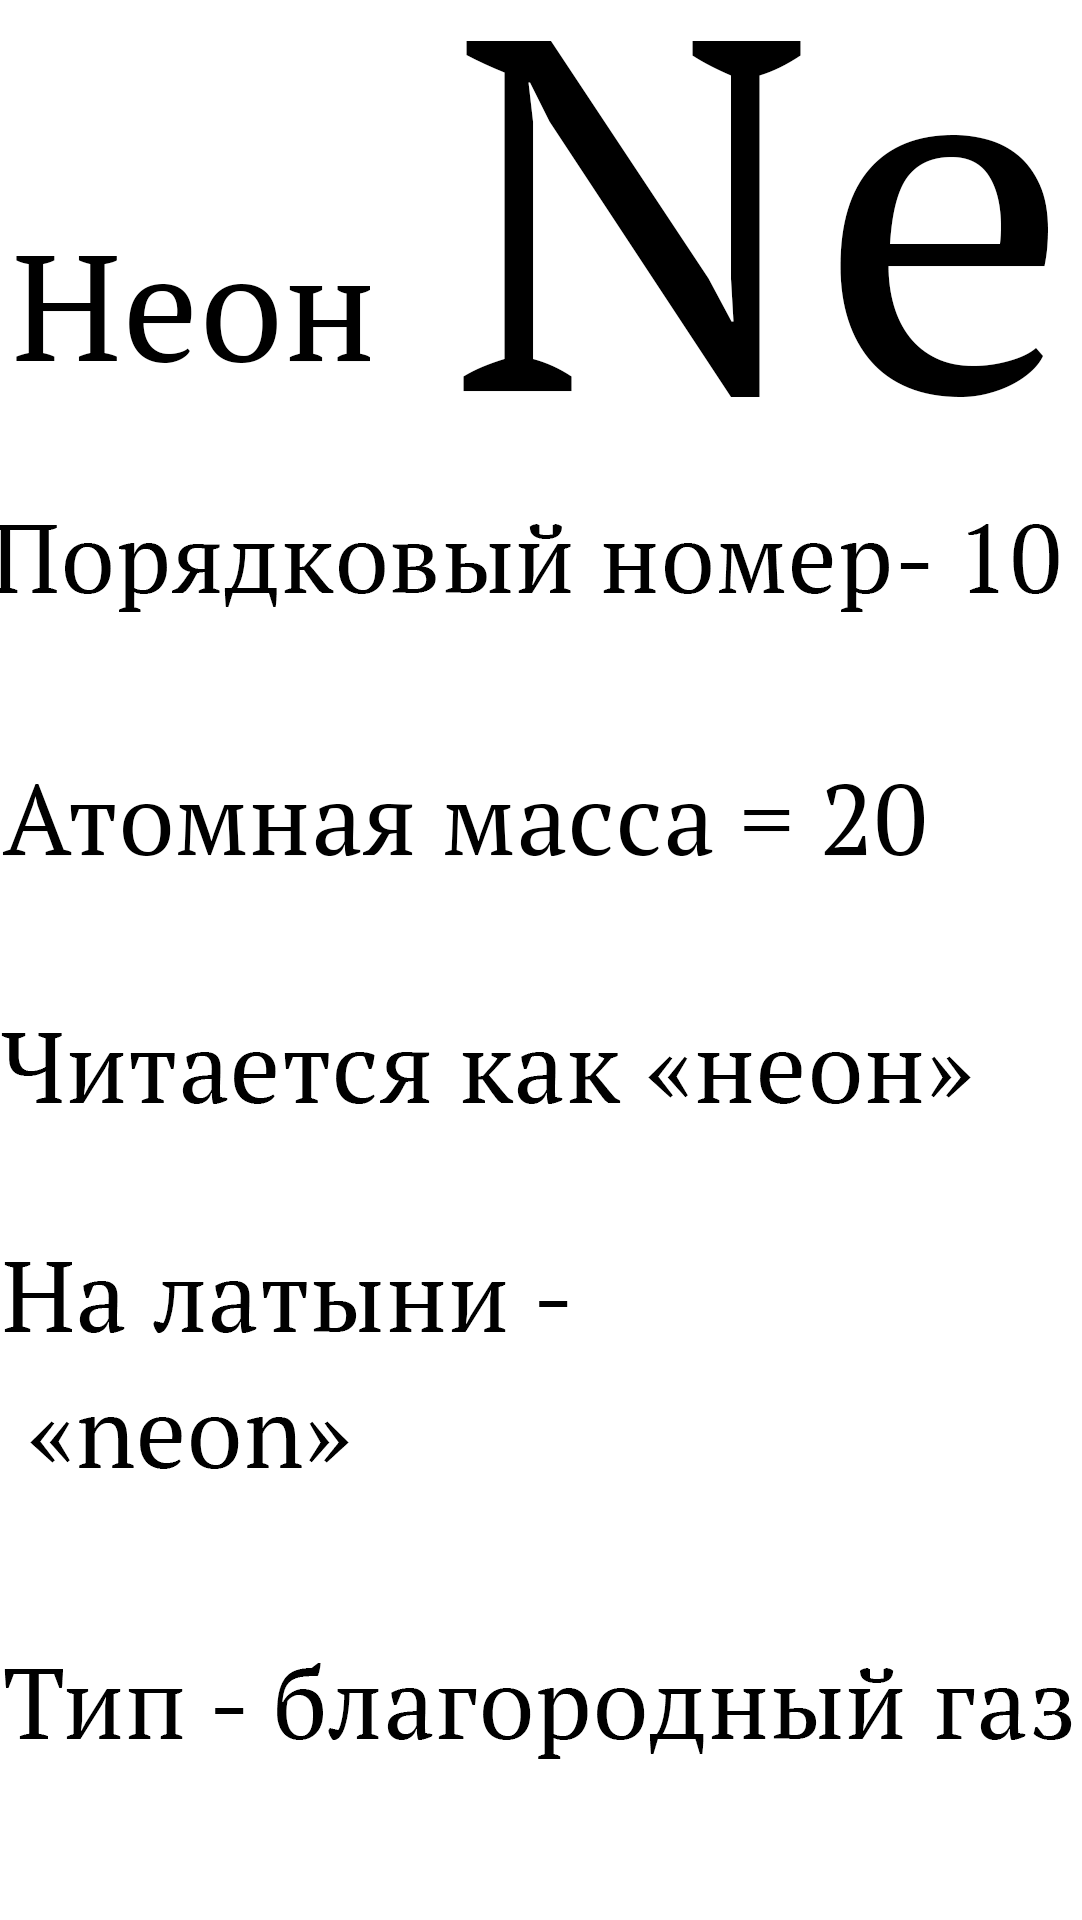 Неон Ne
Порядковый номер- 10
Атомная масса = 20
Читается как «неон»
На латыни -
«neon»
Тип - благородный газ